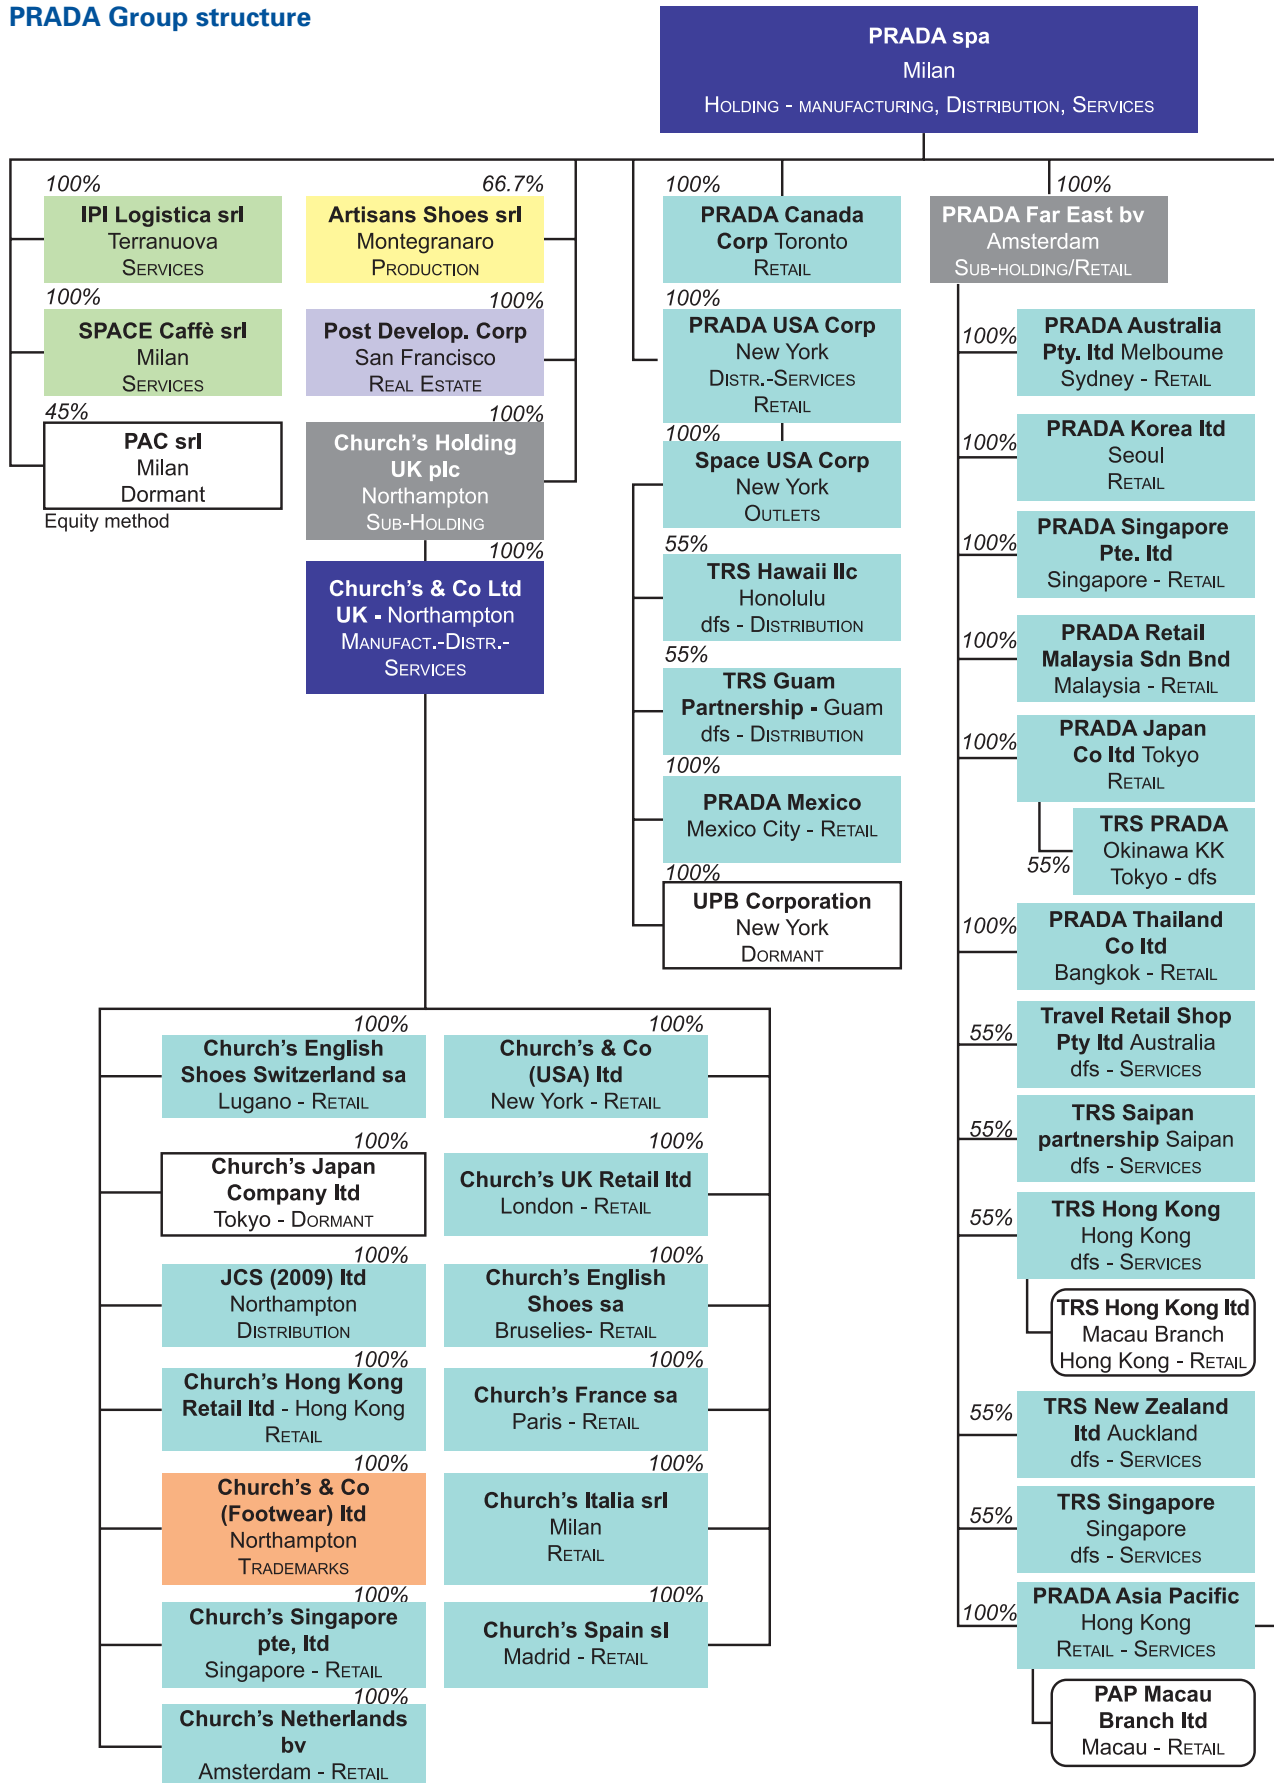 PRADA Group structure
PRADA spa
Milan
Holding - manufacturing, Distribution, Services
100%
IPI Logistica srl
Terranuova
Services
100%
SPACE Caffè srl
Milan
Services
45%
PAC srl
Milan
Dormant
Equity method
66.7%
Artisans Shoes srl
Montegranaro
Production
100%
Post Develop. Corp
San Francisco
Real Estate
100%
Church's Holding
UK plc
Northampton
Sub-Holding
100%
Church's & Co Ltd
UK - Northampton
Manufact.-Distr.-
Services
100%
Church's English
Shoes Switzerland sa
Lugano - Retail
100%
Church's Japan
Company ltd
Tokyo - Dormant
100%
JCS (2009) ltd
Northampton
Distribution
100%
Church's Hong Kong
Retail ltd - Hong Kong
Retail
100%
Church's & Co
(Footwear) ltd
Northampton
Trademarks
100%
Church's Singapore
pte, ltd
Singapore - Retail
100%
Church's Netherlands
bv
Amsterdam - Retail
100%
Church's & Co
(USA) ltd
New York - Retail
100%
Church's UK Retail ltd
London - Retail
100%
Church's English
Shoes sa
Bruselies- Retail
100%
Church's France sa
Paris - Retail
100%
Church's Italia srl
Milan
Retail
100%
Church's Spain sl
Madrid - Retail
100%
PRADA Canada
Corp Toronto
Retail
100%
PRADA USA Corp
New York
Distr.-Services
Retail
100%
Space USA Corp
New York
Outlets
55%
TRS Hawaii llc
Honolulu
dfs - Distribution
55%
TRS Guam
Partnership - Guam
dfs - Distribution
100%
PRADA Mexico
Mexico City - Retail
100%
UPB Corporation
New York
Dormant
100%
PRADA Far East bv
Amsterdam
Sub-holding/Retail
100%
PRADA Australia
Pty. ltd Melboume
Sydney - Retail
100%
PRADA Korea ltd
Seoul
Retail
100%
PRADA Singapore
Pte. ltd
Singapore - Retail
100%
PRADA Retail
Malaysia Sdn Bnd
Malaysia - Retail
100%
PRADA Japan
Co ltd Tokyo
Retail
55%
TRS PRADA
Okinawa KK
Tokyo - dfs
100%
PRADA Thailand
Co ltd
Bangkok - Retail
55%
Travel Retail Shop
Pty ltd Australia
dfs - Services
55%
TRS Saipan
partnership Saipan
dfs - Services
55%
TRS Hong Kong
Hong Kong
dfs - Services
TRS Hong Kong ltd
Macau Branch
Hong Kong - Retail
55%
TRS New Zealand
ltd Auckland
dfs - Services
55%
TRS Singapore
Singapore
dfs - Services
100%
PRADA Asia Pacific
Hong Kong
Retail - Services
PAP Macau
Branch ltd
Macau - Retail